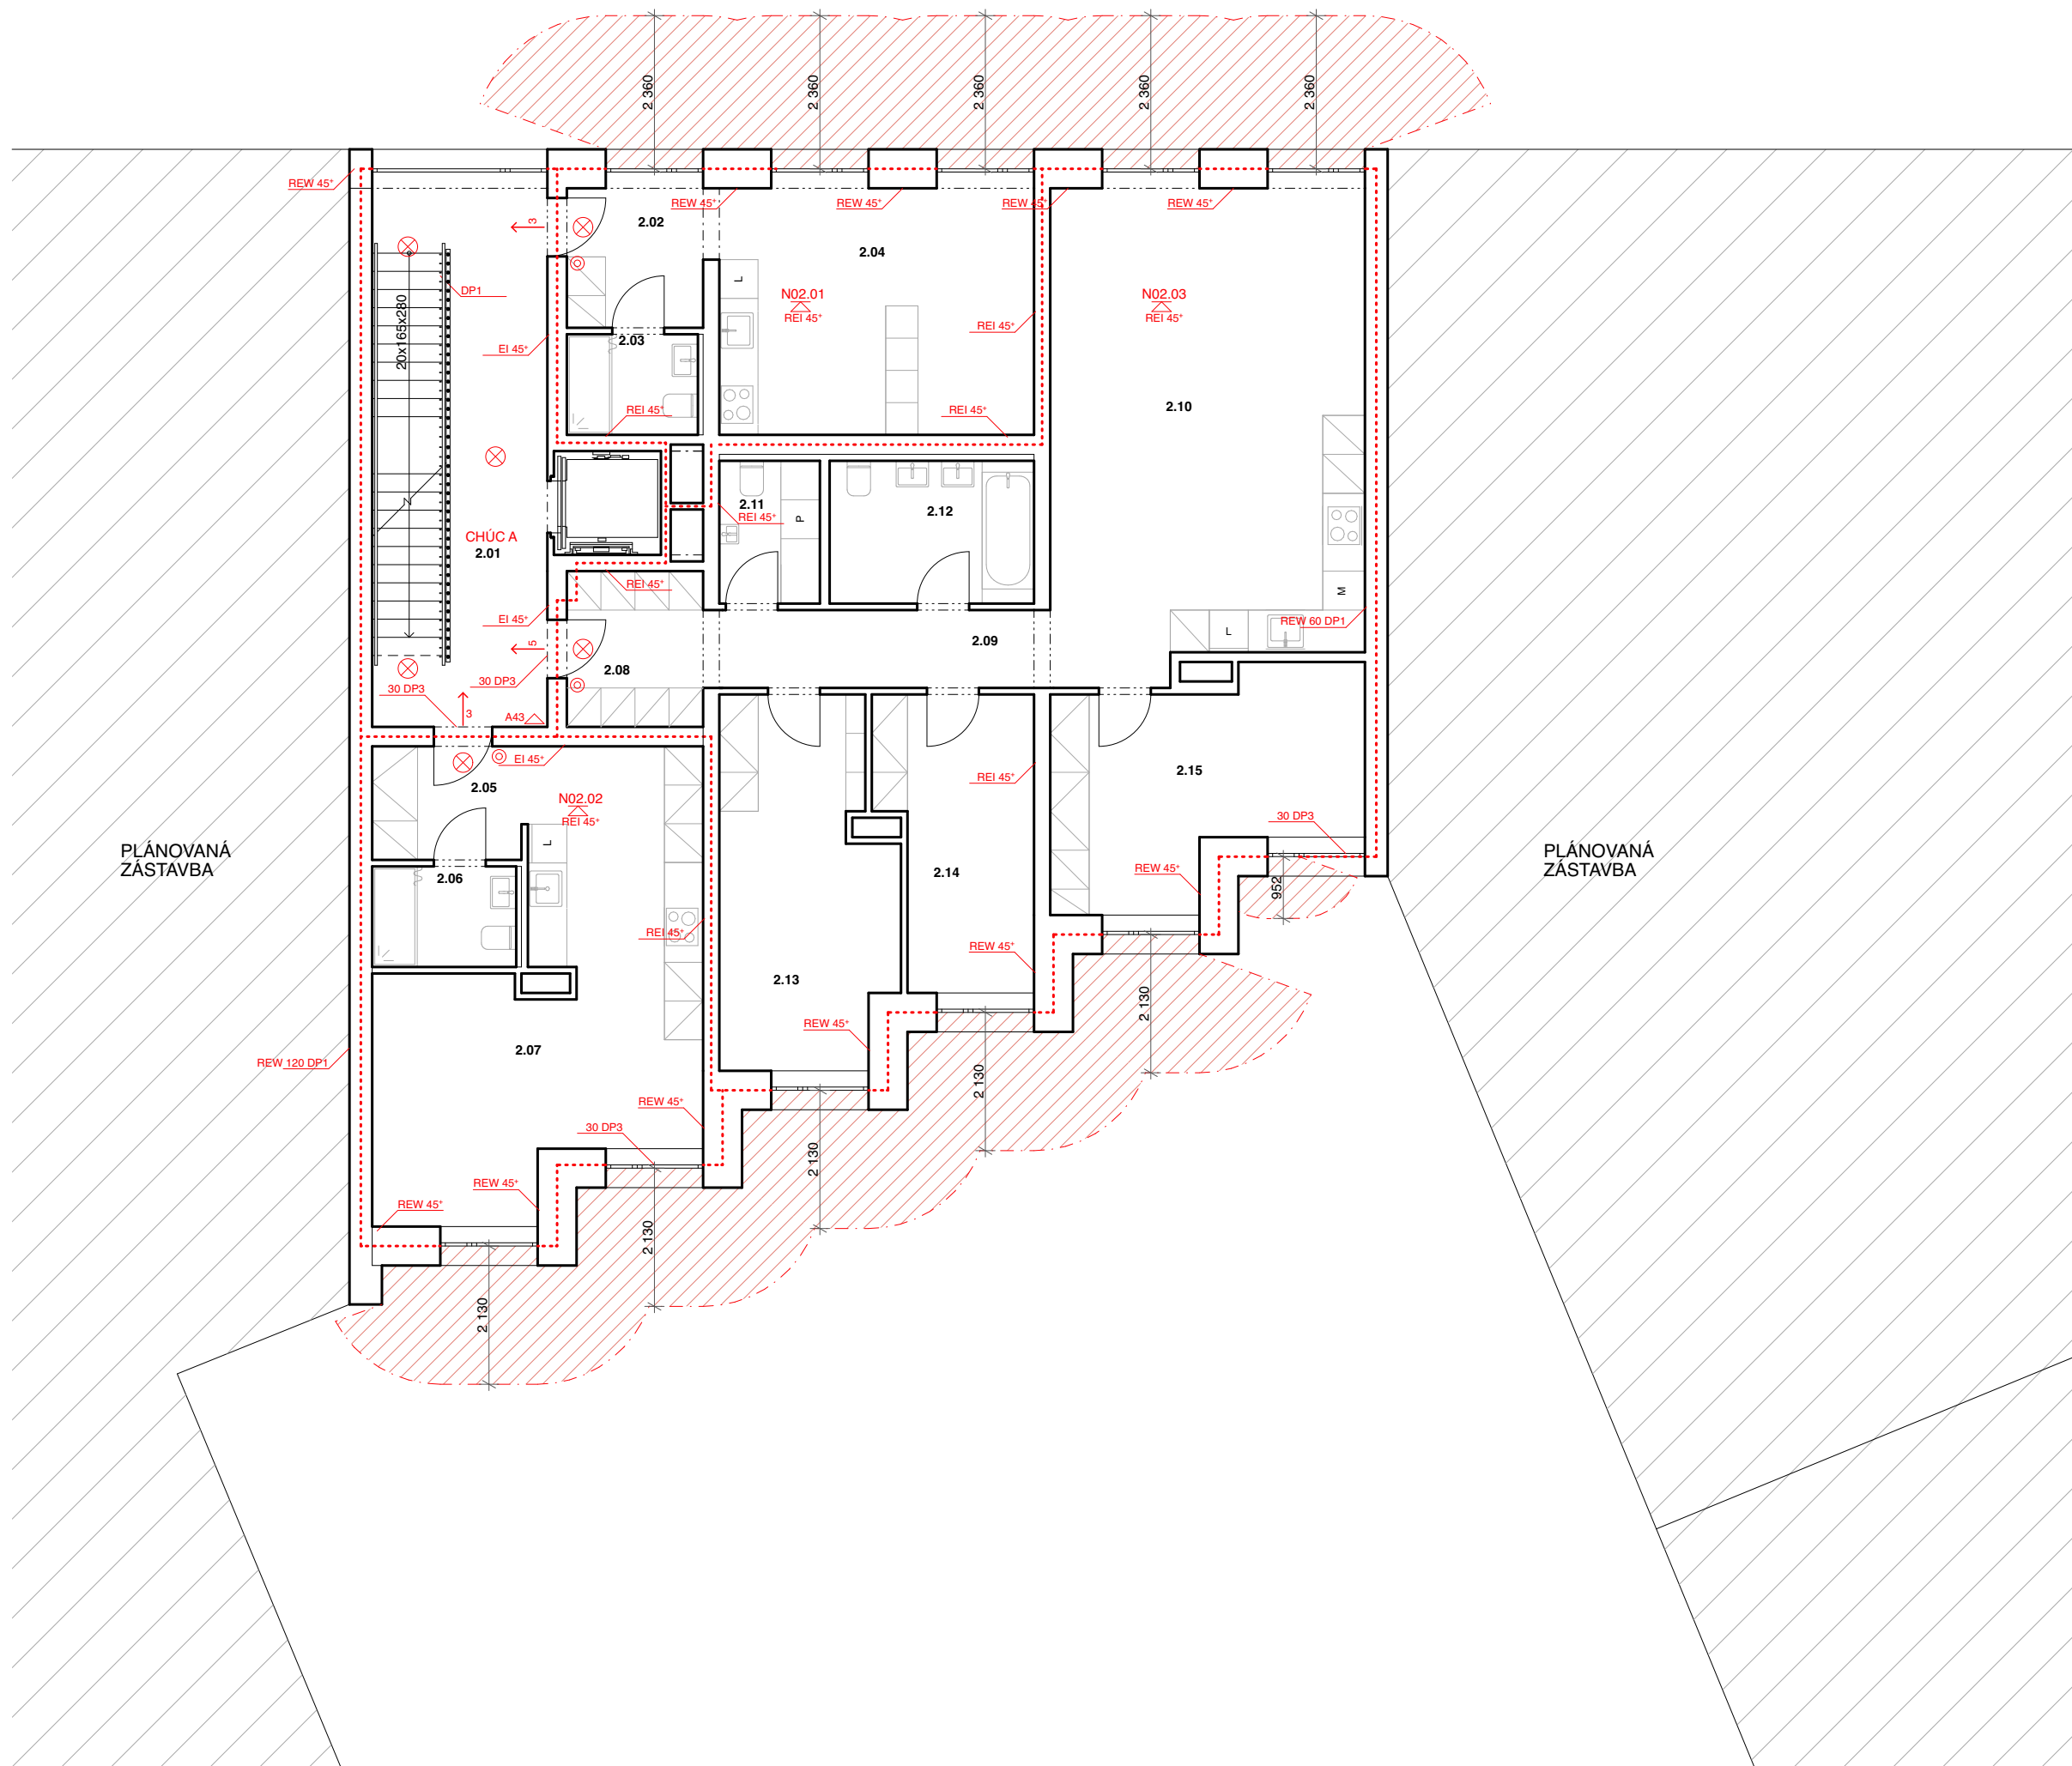 2 360
2 360
2 360
2 360
2 360
REW 45⁺
REW 45⁺
REW 45⁺
REW 45⁺
REW 45⁺
3
2.02
2.04
DP1
20x165x280
L
N02.01
REI 45⁺
N02.03
REI 45⁺
REI 45⁺
EI 45⁺
2.03
REI 45⁺
REI 45⁺
2.10
2.11
REI 45⁺
P
2.12
CHÚC A
2.01
REI 45⁺
M
EI 45⁺
L
REW 60 DP1
5
2.09
2.08
30 DP3
30 DP3
3
A43
EI 45⁺
2.05
REI 45⁺
2.15
N02.02
REI 45⁺
30 DP3
L
PLÁNOVANÁ
ZÁSTAVBA
PLÁNOVANÁ
ZÁSTAVBA
2.06
2.14
REW 45⁺
952
REI 45⁺
REW 45⁺
2.13
2 130
REW 45⁺
2.07
REW 120 DP1
2 130
REW 45⁺
30 DP3
2 130
REW 45⁺
REW 45⁺
2 130
2 130